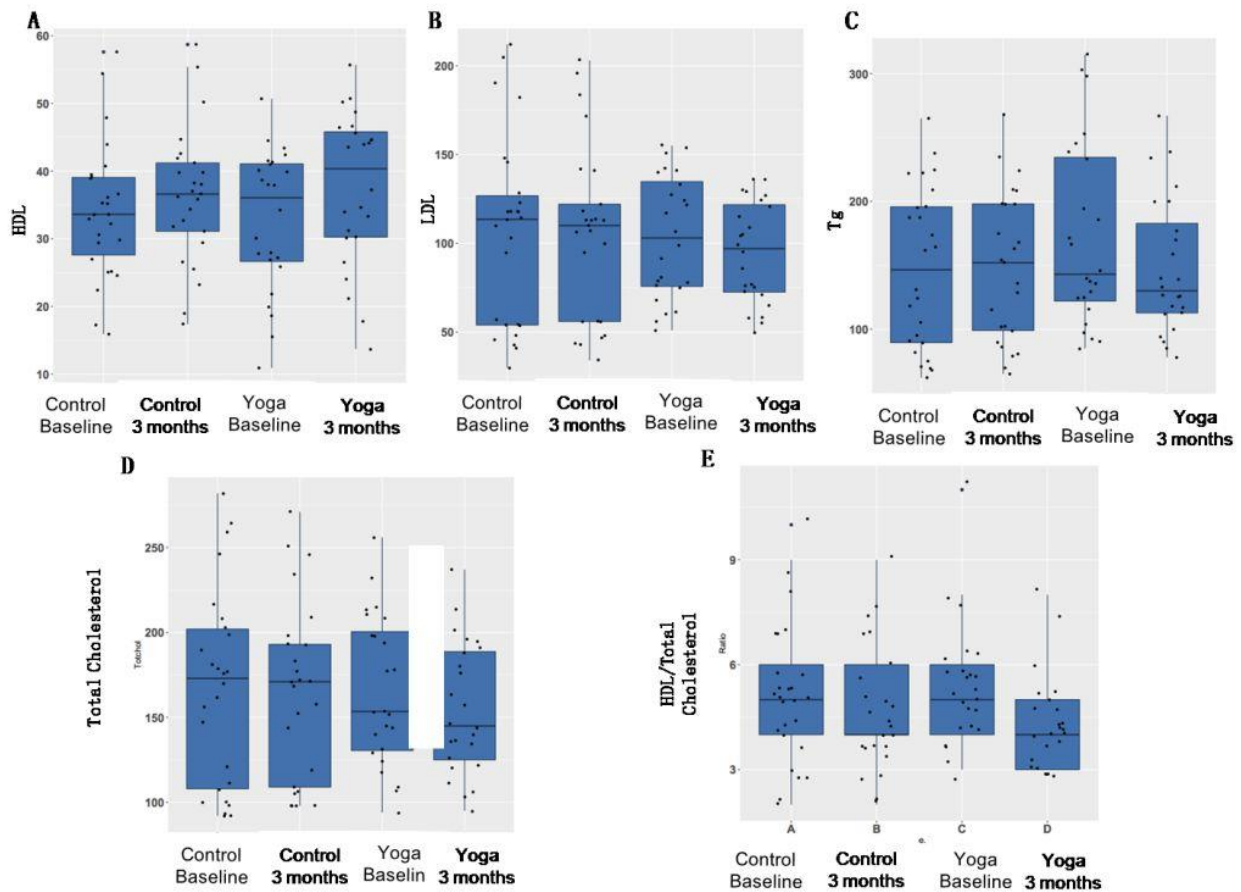 A
HDL
60
50
40
30
20
10
Control
Baseline
Control
3 months
Yoga
Baseline
Yoga
3 months
B
LDL
200
150
100
50
Control
Baseline
Control
3 months
Yoga
Baseline
Yoga
3 months
C
Tg
300
200
100
Control
Baseline
Control
3 months
Yoga
Baseline
Yoga
3 months
D
Total Cholesterol
Totchol
250
200
150
100
Control
Baseline
Control
3 months
Yoga
Baselin
Yoga
3 months
E
HDL/Total
Cholesterol
Ratio
9
6
3
A
B
C
D
e.
Control
Baseline
Control
3 months
Yoga
Baseline
Yoga
3 months